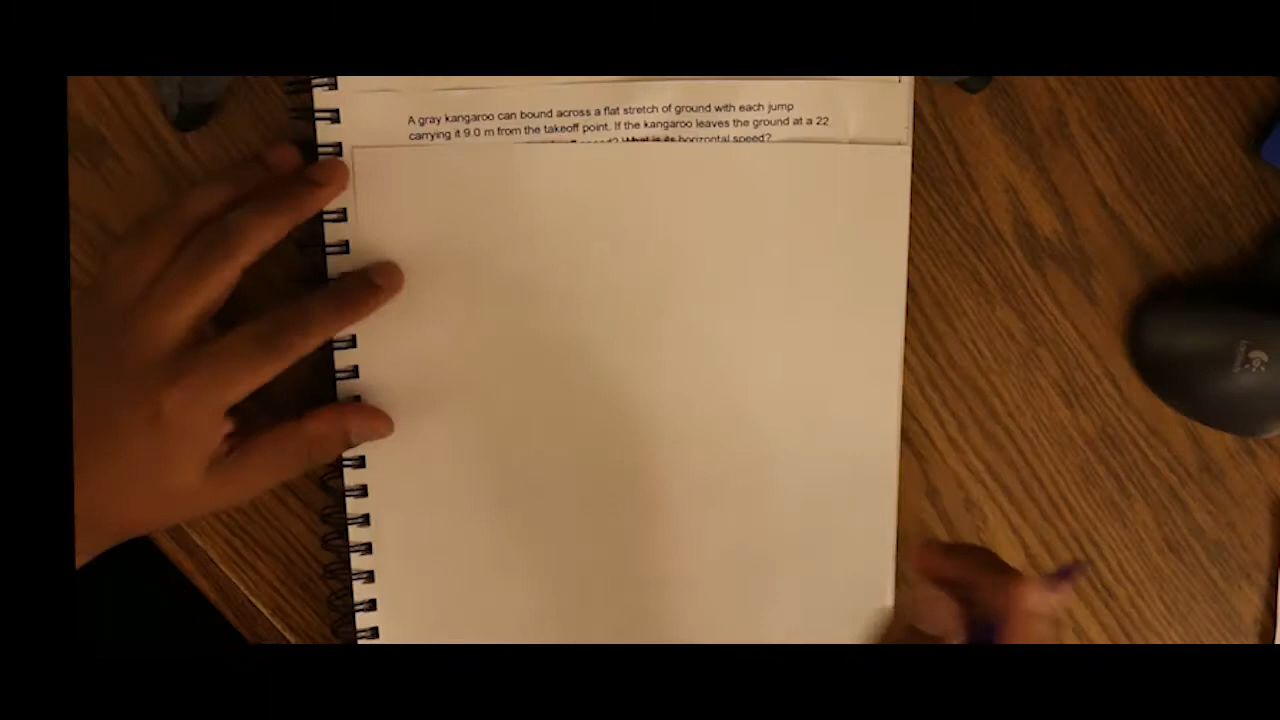 A gray kangaroo can bound across a flat stretch of ground with each jump
carrying it 9.0 m from the takeoff point. If the kangaroo leaves the ground at a 22
What is its horizontal speed?